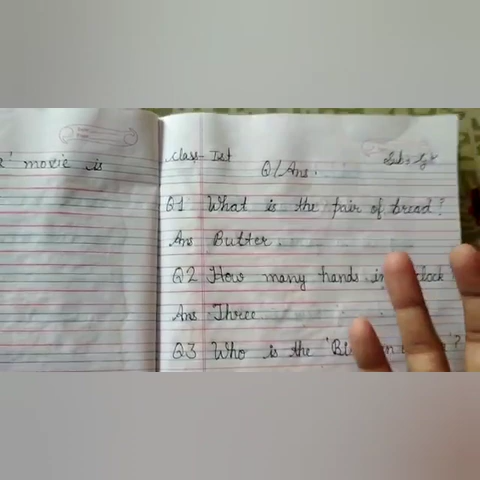 movie is
Class- Ist
Q/Ans.
Q1 What is the pair of bread?
Ans Butter.
Q2 How many hands in clock?
Ans Three
Q3 Who is the